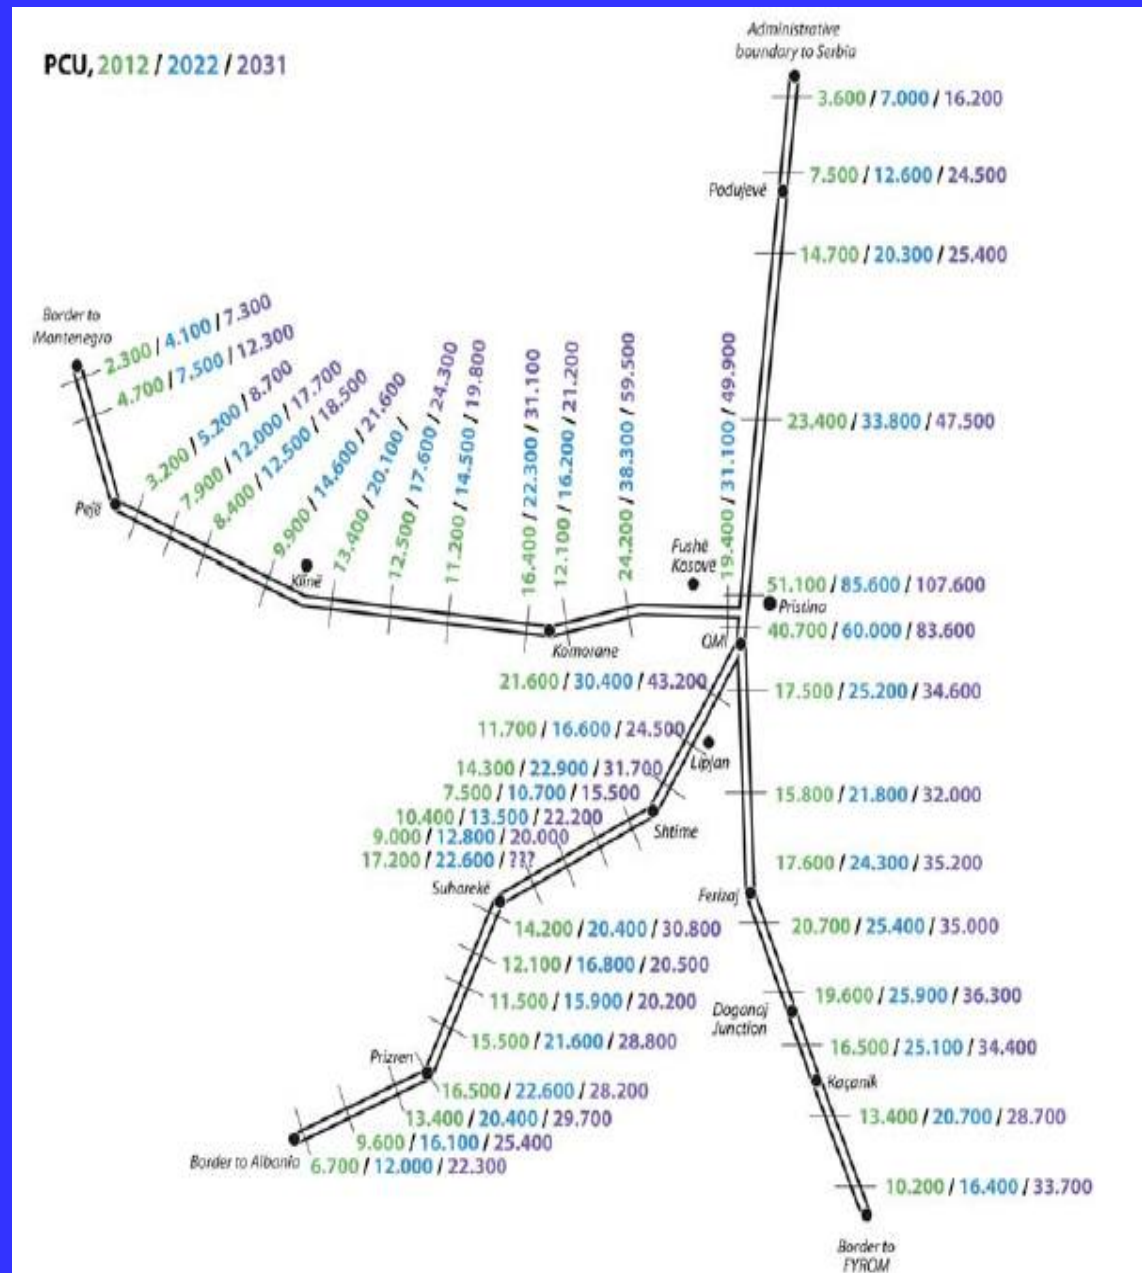 PCU, 2012 / 2022 / 2031
Administrative
boundary to Serbia
3.600 / 7.000 / 16.200
7.500 / 12.600 / 24.500
Podujevë
14.700 / 20.300 / 25.400
23.400 / 33.800 / 47.500
Border to
Montenegro
2.300 / 4.100 / 7.300
4.700 / 7.500 / 12.300
3.200 / 5.200 / 8.700
7.900 / 12.000 / 17.700
8.400 / 12.500 / 18.500
9.900 / 14.600 / 21.600
13.400 / 20.100 /
12.500 / 17.600 / 24.300
11.200 / 14.500 / 19.800
16.400 / 22.300 / 31.100
12.100 / 16.200 / 21.200
24.200 / 38.300 / 59.500
19.400 / 31.100 / 49.900
Pejë
Klinë
Komorane
Fushë
Kosovë
51.100 / 85.600 / 107.600
Pristina
40.700 / 60.000 / 83.600
QMI
21.600 / 30.400 / 43.200
17.500 / 25.200 / 34.600
11.700 / 16.600 / 24.500
Lipjan
14.300 / 22.900 / 31.700
7.500 / 10.700 / 15.500
15.800 / 21.800 / 32.000
10.400 / 13.500 / 22.200
Shtime
9.000 / 12.800 / 20.000
17.200 / 22.600 / ???
17.600 / 24.300 / 35.200
Suharekë
Ferizaj
14.200 / 20.400 / 30.800
20.700 / 25.400 / 35.000
12.100 / 16.800 / 20.500
11.500 / 15.900 / 20.200
19.600 / 25.900 / 36.300
Doganaj
Junction
15.500 / 21.600 / 28.800
16.500 / 25.100 / 34.400
Prizren
Kaçanik
16.500 / 22.600 / 28.200
13.400 / 20.400 / 29.700
13.400 / 20.700 / 28.700
9.600 / 16.100 / 25.400
Border to Albania
6.700 / 12.000 / 22.300
10.200 / 16.400 / 33.700
Border to
FYROM